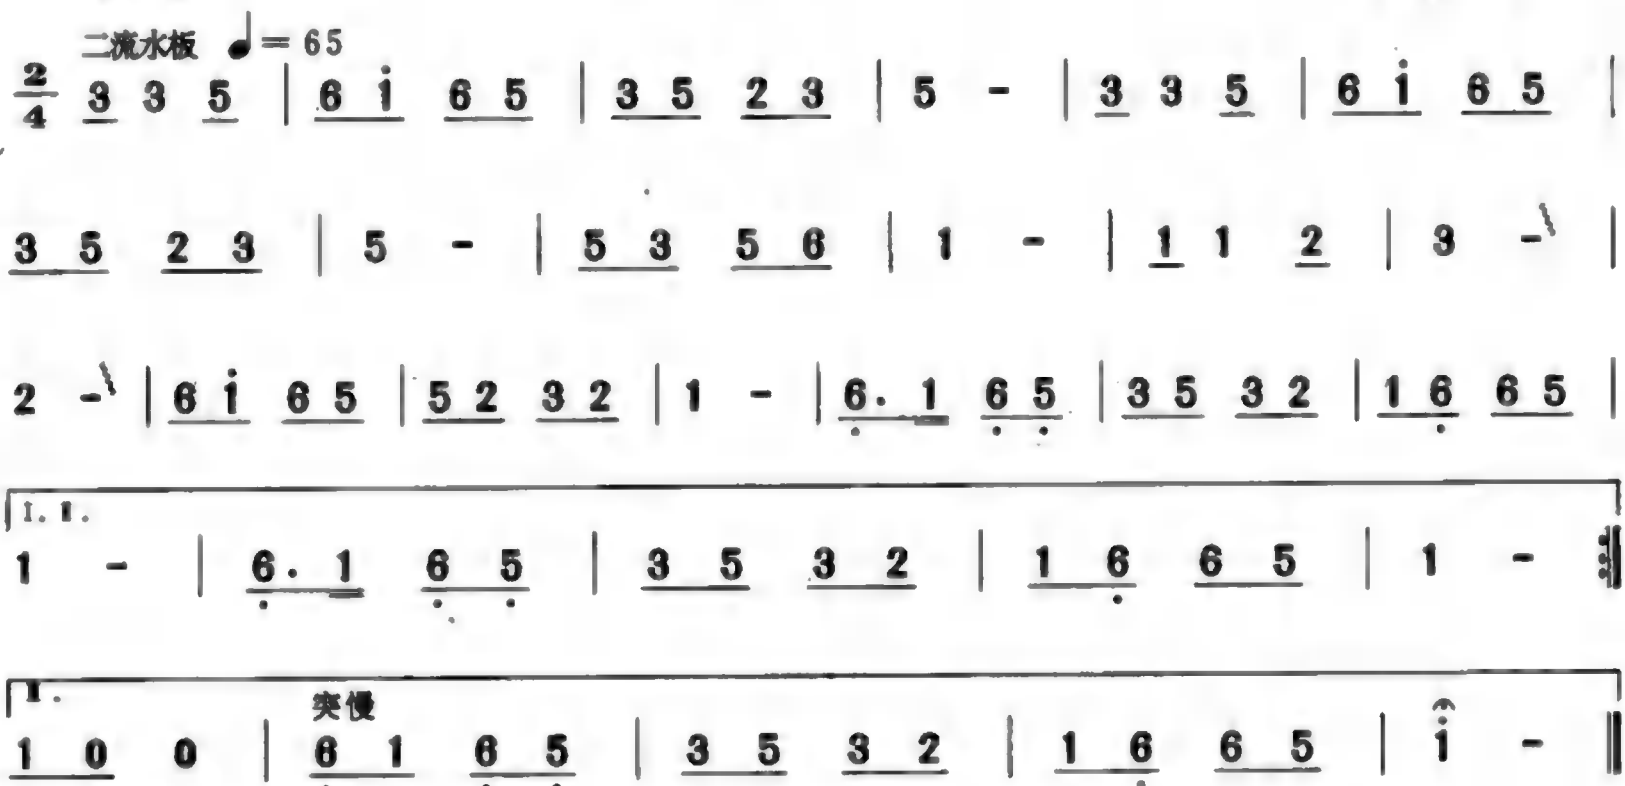 二流水板 ♩= 65
2/4 3 3 5 | 6 i̇ 6 5 | 3 5 2 3 | 5 - | 3 3 5 | 6 i̇ 6 5 |
3 5 2 3 | 5 - | 5 3 5 6 | 1 - | 1 1 2 | 3 - |
2 - | 6 i̇ 6 5 | 5 2 3 2 | 1 - | 6. 1 6 5 | 3 5 3 2 | 1 6 6 5 |
I. II.
1 - | 6. 1 6 5 | 3 5 3 2 | 1 6 6 5 | 1 - :‖
突慢
1 0 0 | 6 1 6 5 | 3 5 3 2 | 1 6 6 5 | i̇ - ‖